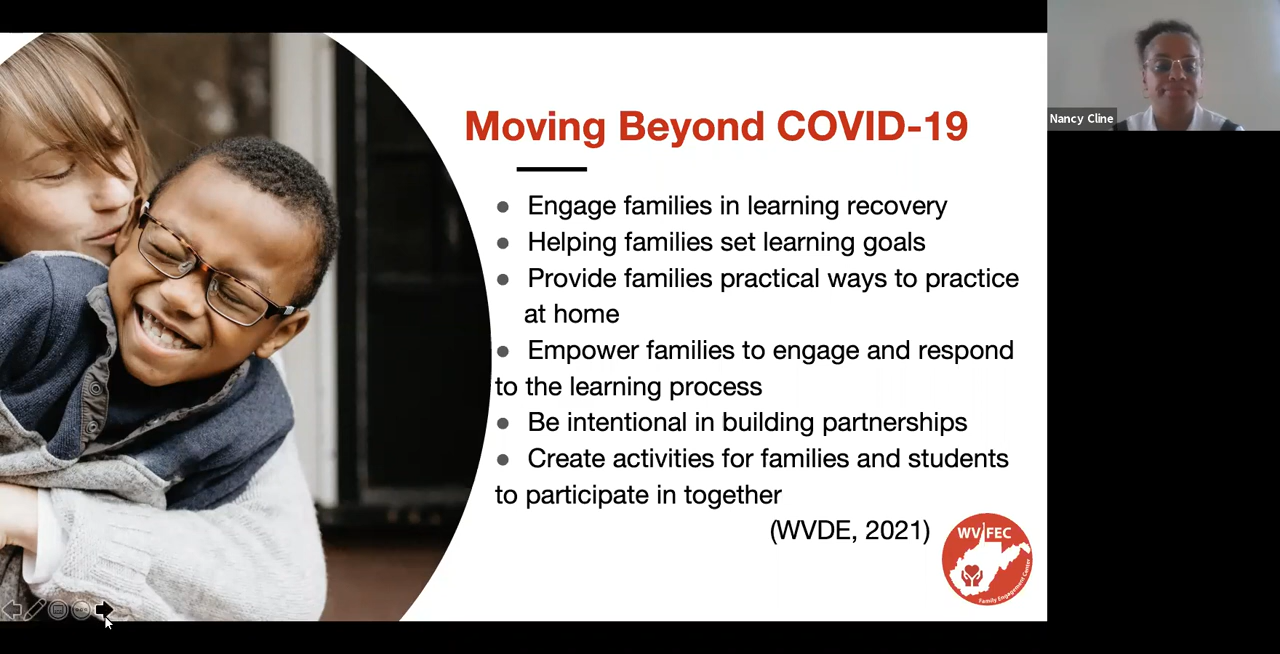 Moving Beyond COVID-19
● Engage families in learning recovery
● Helping families set learning goals
● Provide families practical ways to practice
at home
● Empower families to engage and respond
to the learning process
● Be intentional in building partnerships
● Create activities for families and students
to participate in together
(WVDE, 2021)
WV FEC
Family Engagement Center
Nancy Cline